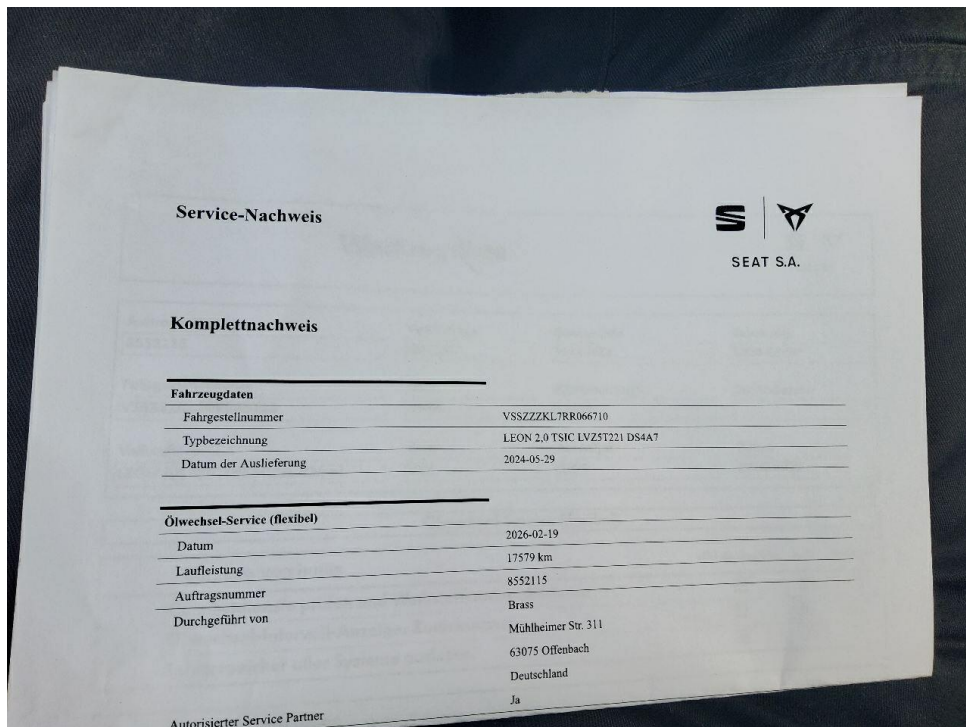 Service-Nachweis
SEAT S.A.
Komplettnachweis
Fahrzeugdaten
Fahrgestellnummer VSSZZZKL7RR066710
Typbezeichnung LEON 2,0 TSIC LVZ5T221 DS4A7
Datum der Auslieferung 2024-05-29
Ölwechsel-Service (flexibel)
Datum 2026-02-19
Laufleistung 17579 km
Auftragsnummer 8552115
Durchgeführt von Brass
Mühlheimer Str. 311
63075 Offenbach
Deutschland
Autorisierter Service Partner Ja